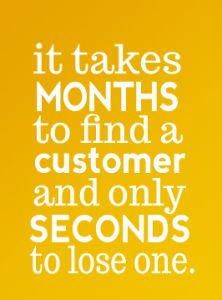 it takes
MONTHS
to find a
customer
and only
SECONDS
to lose one.